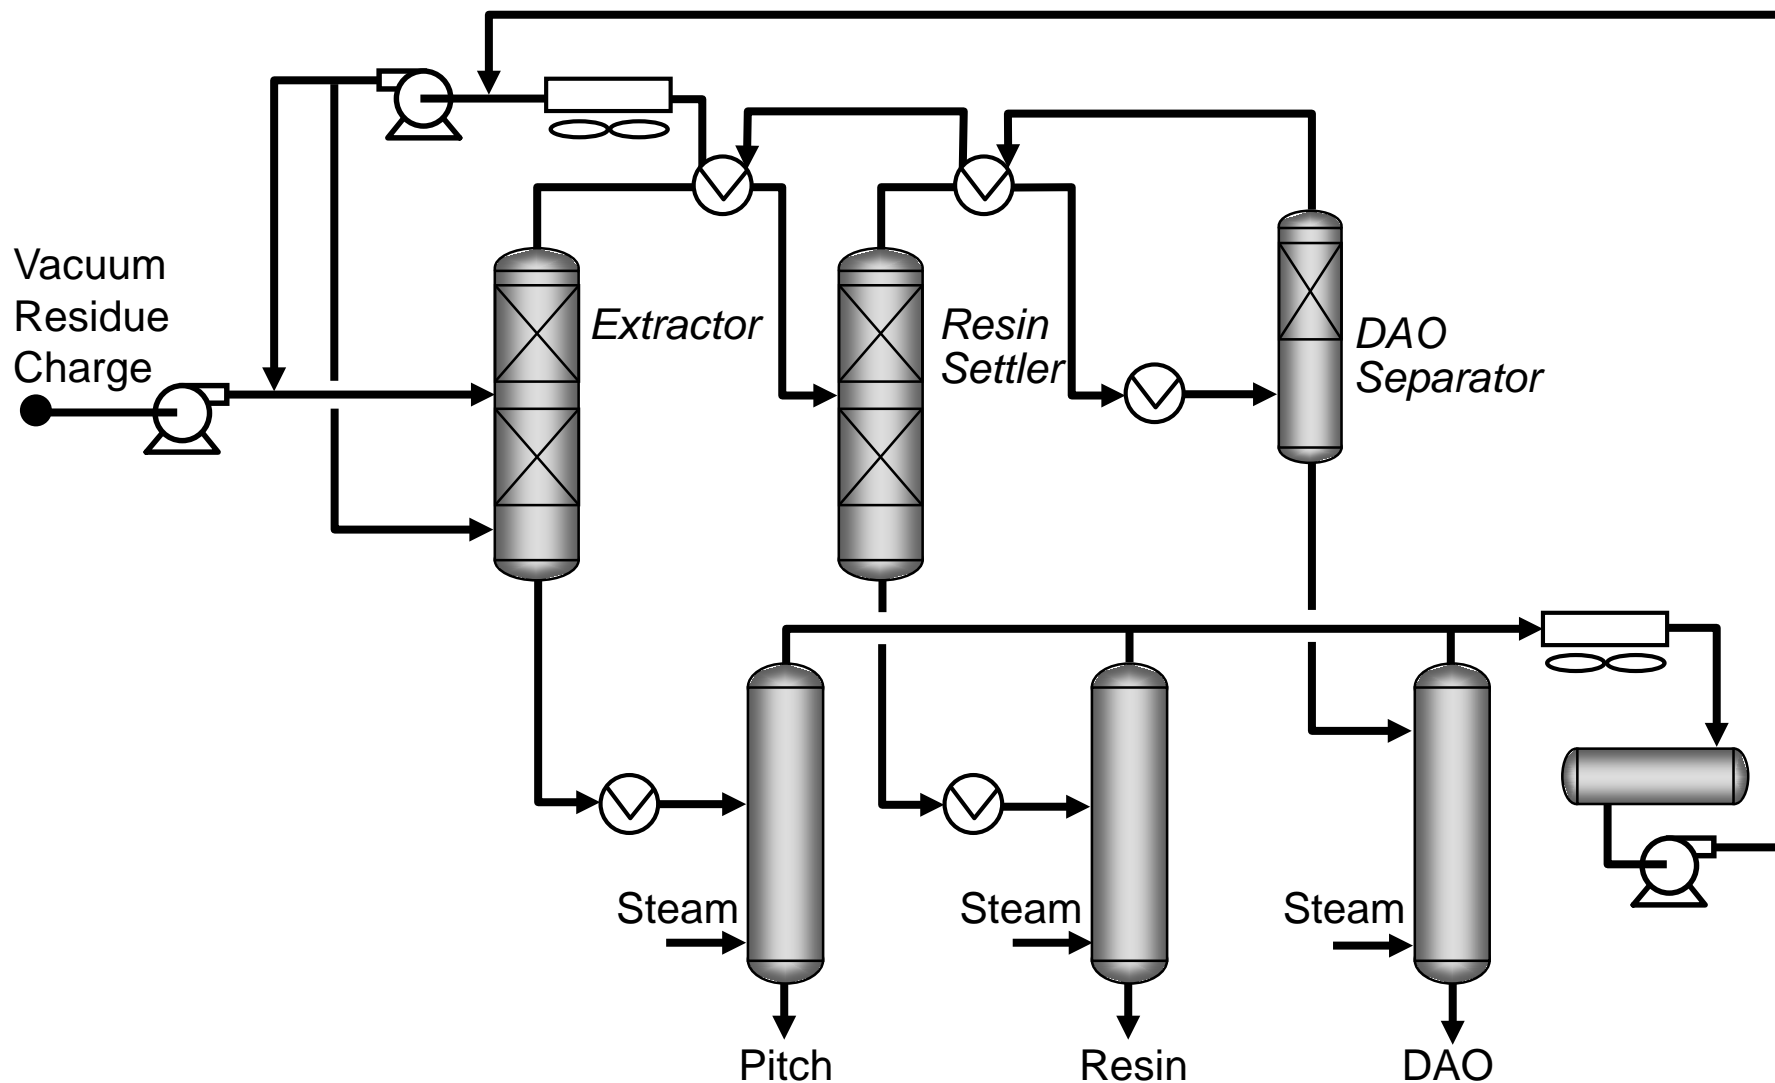 Vacuum
Residue
Charge
Extractor
Resin
Settler
DAO
Separator
Steam
Steam
Steam
Pitch
Resin
DAO